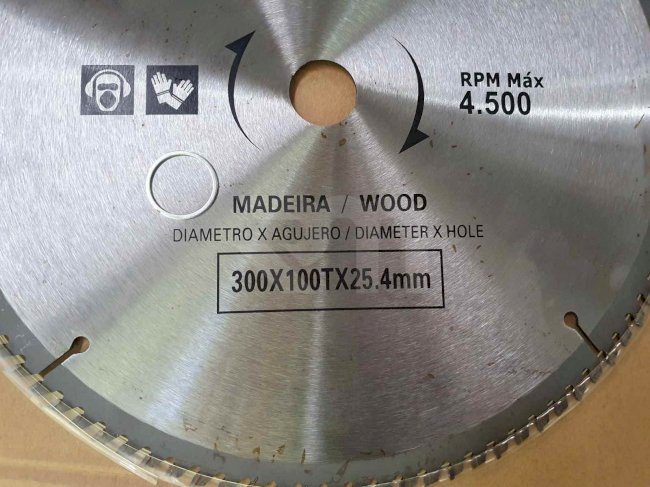 RPM Máx
4.500
MADEIRA / WOOD
DIAMETRO X AGUJERO / DIAMETER X HOLE
300X100TX25.4mm